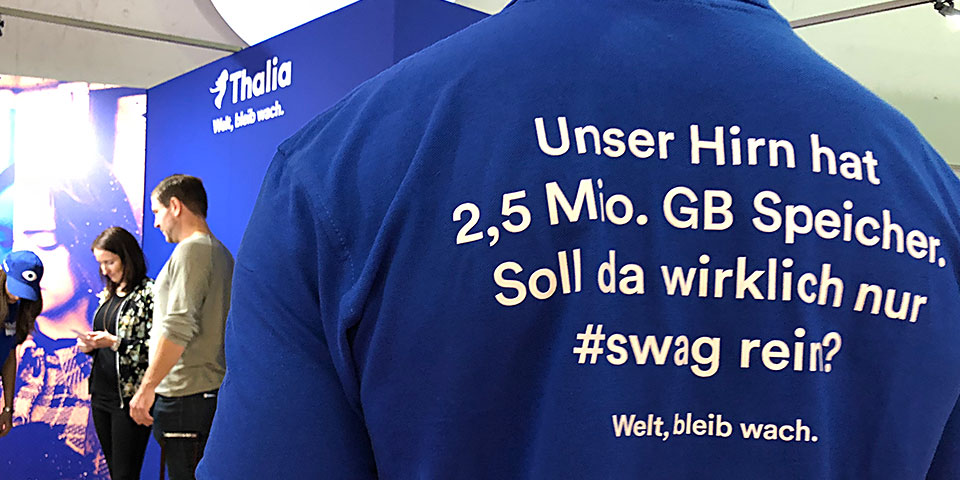 Thalia
Welt, bleib wach.
Unser Hirn hat
2,5 Mio. GB Speicher.
Soll da wirklich nur
#swag rein?
Welt, bleib wach.